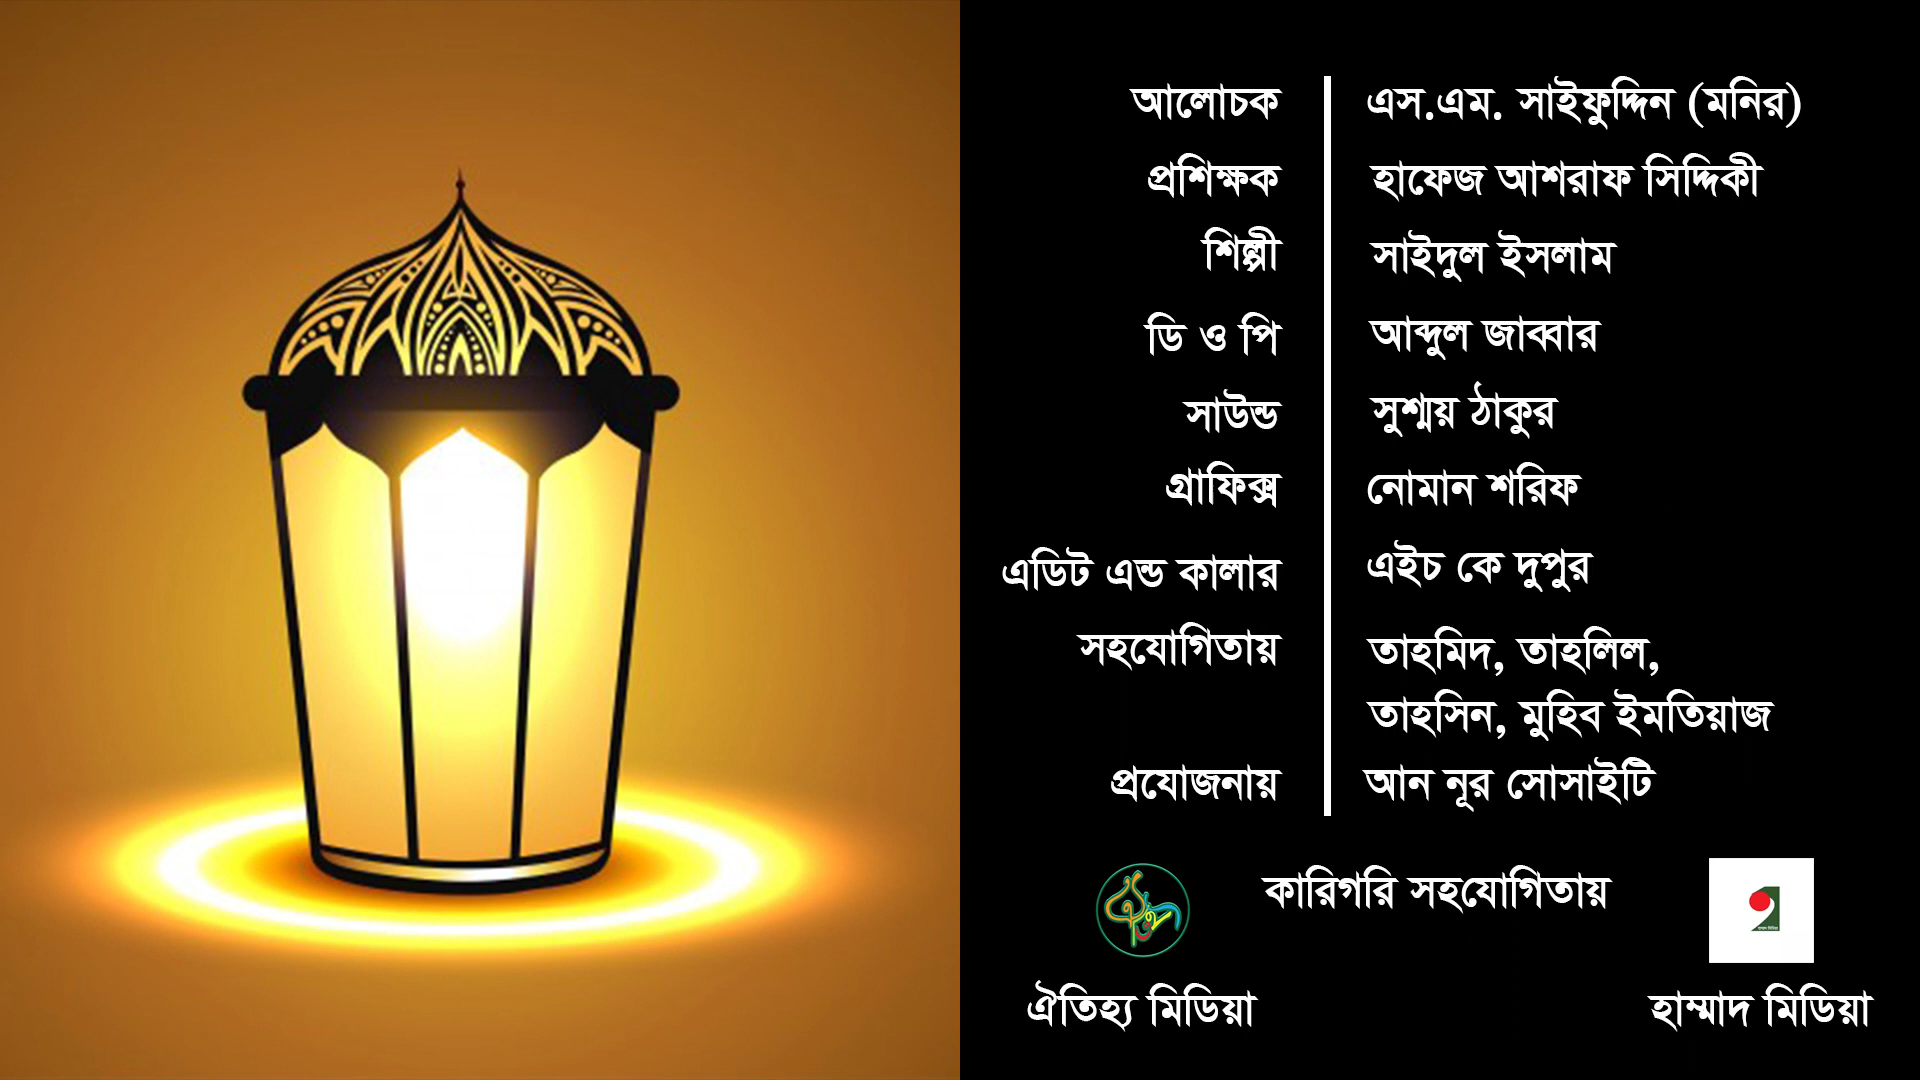 আলোচক এস.এম. সাইফুদ্দিন (মনির)
প্রশিক্ষক হাফেজ আশরাফ সিদ্দিকী
শিল্পী সাইদুল ইসলাম
ডি ও পি আব্দুল জাব্বার
সাউন্ড সুশ্ময় ঠাকুর
গ্রাফিক্স নোমান শরিফ
এডিট এন্ড কালার এইচ কে দুপুর
সহযোগিতায় তাহমিদ, তাহলিল,
তাহসিন, মুহিব ইমতিয়াজ
প্রযোজনায় আন নূর সোসাইটি
কারিগরি সহযোগিতায়
ঐতিহ্য মিডিয়া হাম্মাদ মিডিয়া